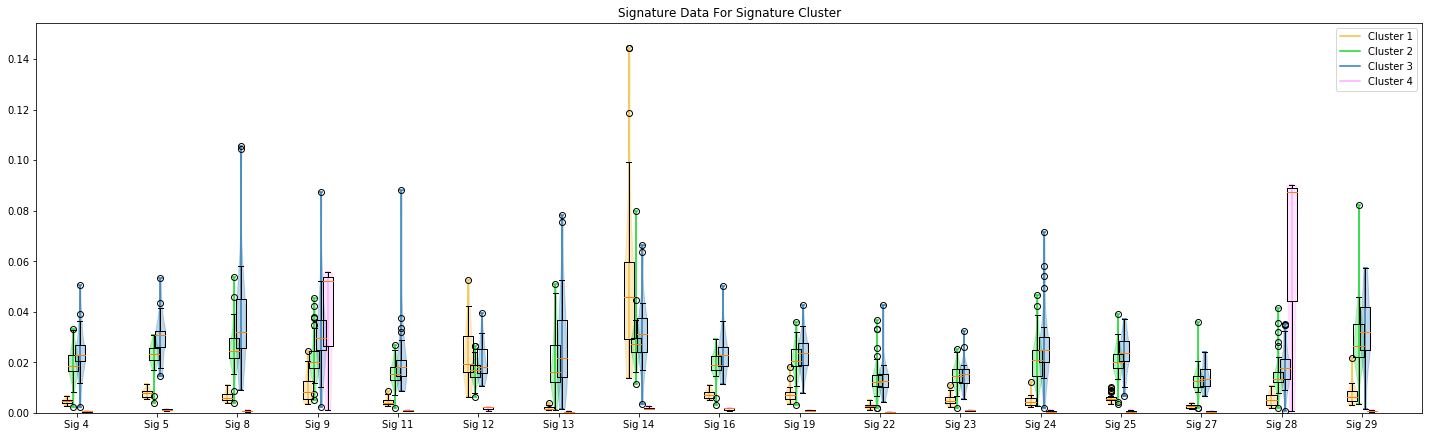 Signature Data For Signature Cluster
Cluster 1
Cluster 2
Cluster 3
Cluster 4
0.14
0.12
0.10
0.08
0.06
0.04
0.02
0.00
Sig 4 Sig 5 Sig 8 Sig 9 Sig 11 Sig 12 Sig 13 Sig 14 Sig 16 Sig 19 Sig 22 Sig 23 Sig 24 Sig 25 Sig 27 Sig 28 Sig 29